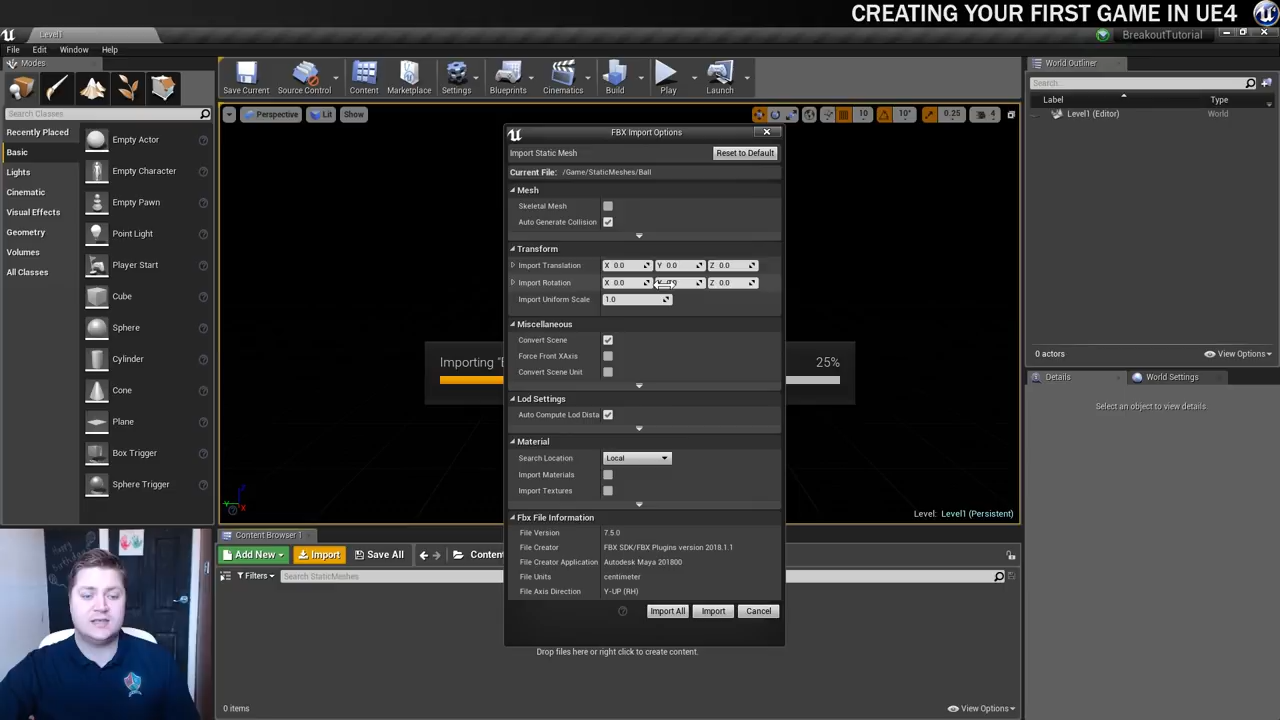 CREATING YOUR FIRST GAME IN UE4
Level1
BreakoutTutorial
File Edit Window Help
Modes
Search Classes
Recently Placed
Basic
Lights
Cinematic
Visual Effects
Geometry
Volumes
All Classes
Empty Actor
Empty Character
Empty Pawn
Point Light
Player Start
Cube
Sphere
Cylinder
Cone
Plane
Box Trigger
Sphere Trigger
Save Current
Source Control
Content
Marketplace
Settings
Blueprints
Cinematics
Build
Play
Launch
Perspective
Lit
Show
10
10°
0.25
4
FBX Import Options
Import Static Mesh
Reset to Default
Current File: /Game/StaticMeshes/Ball
Mesh
Skeletal Mesh
Auto Generate Collision
Transform
Import Translation X 0.0 Y 0.0 Z 0.0
Import Rotation X 0.0 Z 0.0
Import Uniform Scale 1.0
Miscellaneous
Convert Scene
Force Front XAxis
Convert Scene Unit
Lod Settings
Auto Compute Lod Dista
Material
Search Location Local
Import Materials
Import Textures
Fbx File Information
File Version 7.5.0
File Creator FBX SDK/FBX Plugins version 2018.1.1
File Creator Application Autodesk Maya 201800
File Units centimeter
File Axis Direction Y-UP (RH)
Import All
Import
Cancel
Importing "
25%
Level: Level1 (Persistent)
World Outliner
Search
Label Type
Level1 (Editor) World
0 actors
View Options
Details
World Settings
Select an object to view details.
Content Browser 1
Add New
Import
Save All
Conten
Filters
Search StaticMeshes
Drop files here or right click to create content.
0 items
View Options